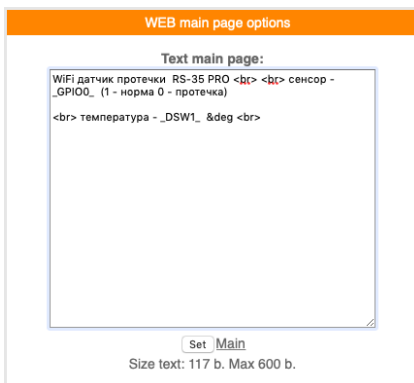 WEB main page options
Text main page:
WiFi датчик протечки RS-35 PRO <br> <br> сенсор -
_GPIO0_ (1 - норма 0 - протечка)
<br> температура - _DSW1_ &deg <br>
Set Main
Size text: 117 b. Max 600 b.